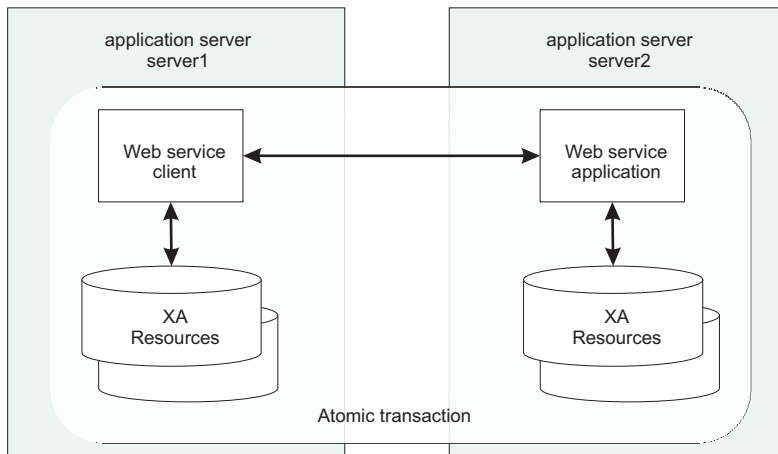 application server
server1
application server
server2
Web service
client
Web service
application
XA
Resources
XA
Resources
Atomic transaction